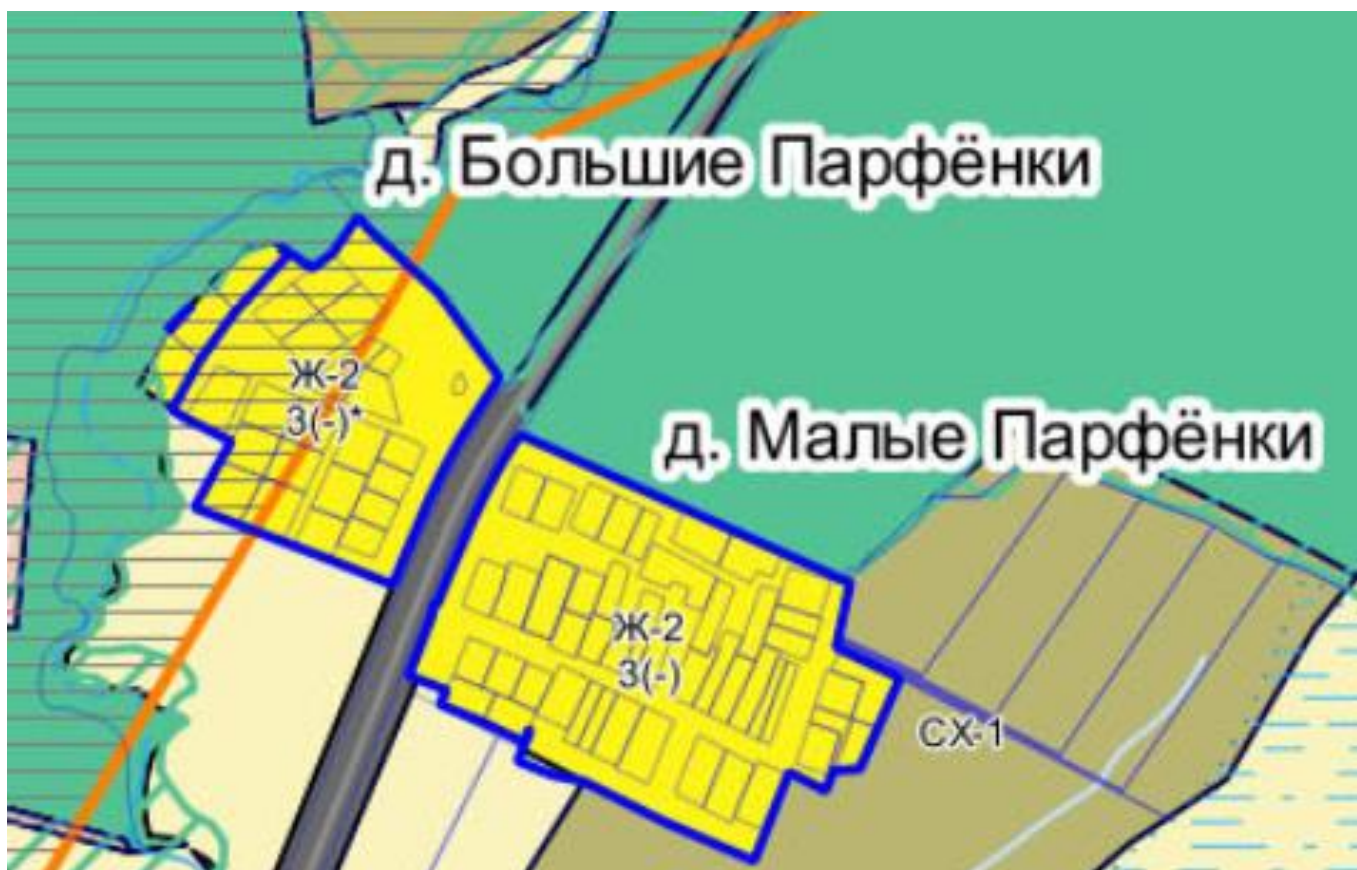 д. Большие Парфёнки
Ж-2
3(-)*
д. Малые Парфёнки
Ж-2
3(-)
СХ-1